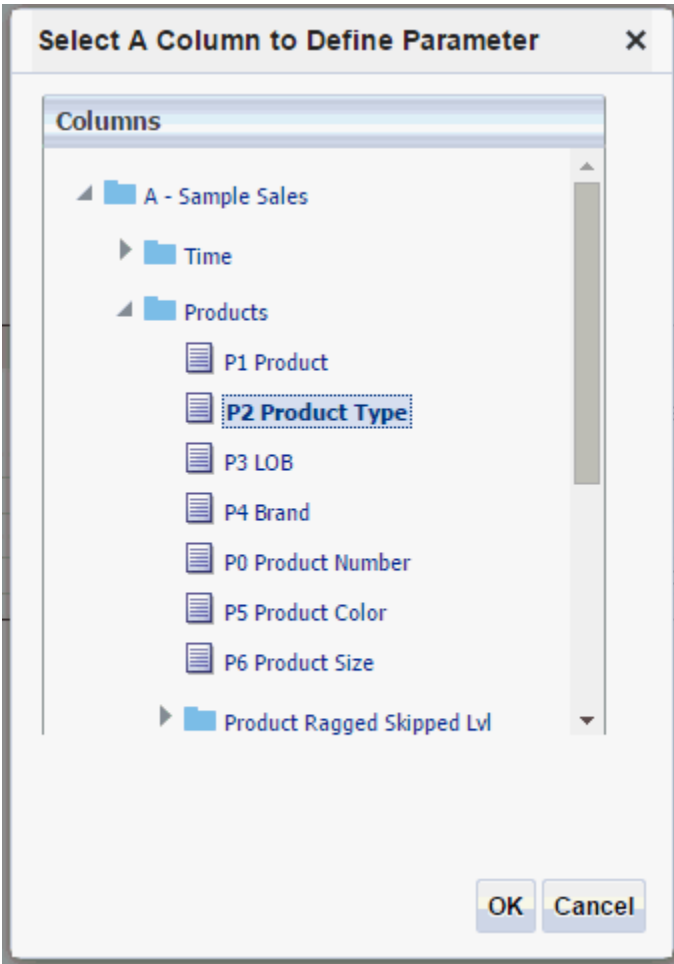 Select A Column to Define Parameter
Columns
A - Sample Sales
Time
Products
P1 Product
P2 Product Type
P3 LOB
P4 Brand
P0 Product Number
P5 Product Color
P6 Product Size
Product Ragged Skipped Lvl
OK Cancel